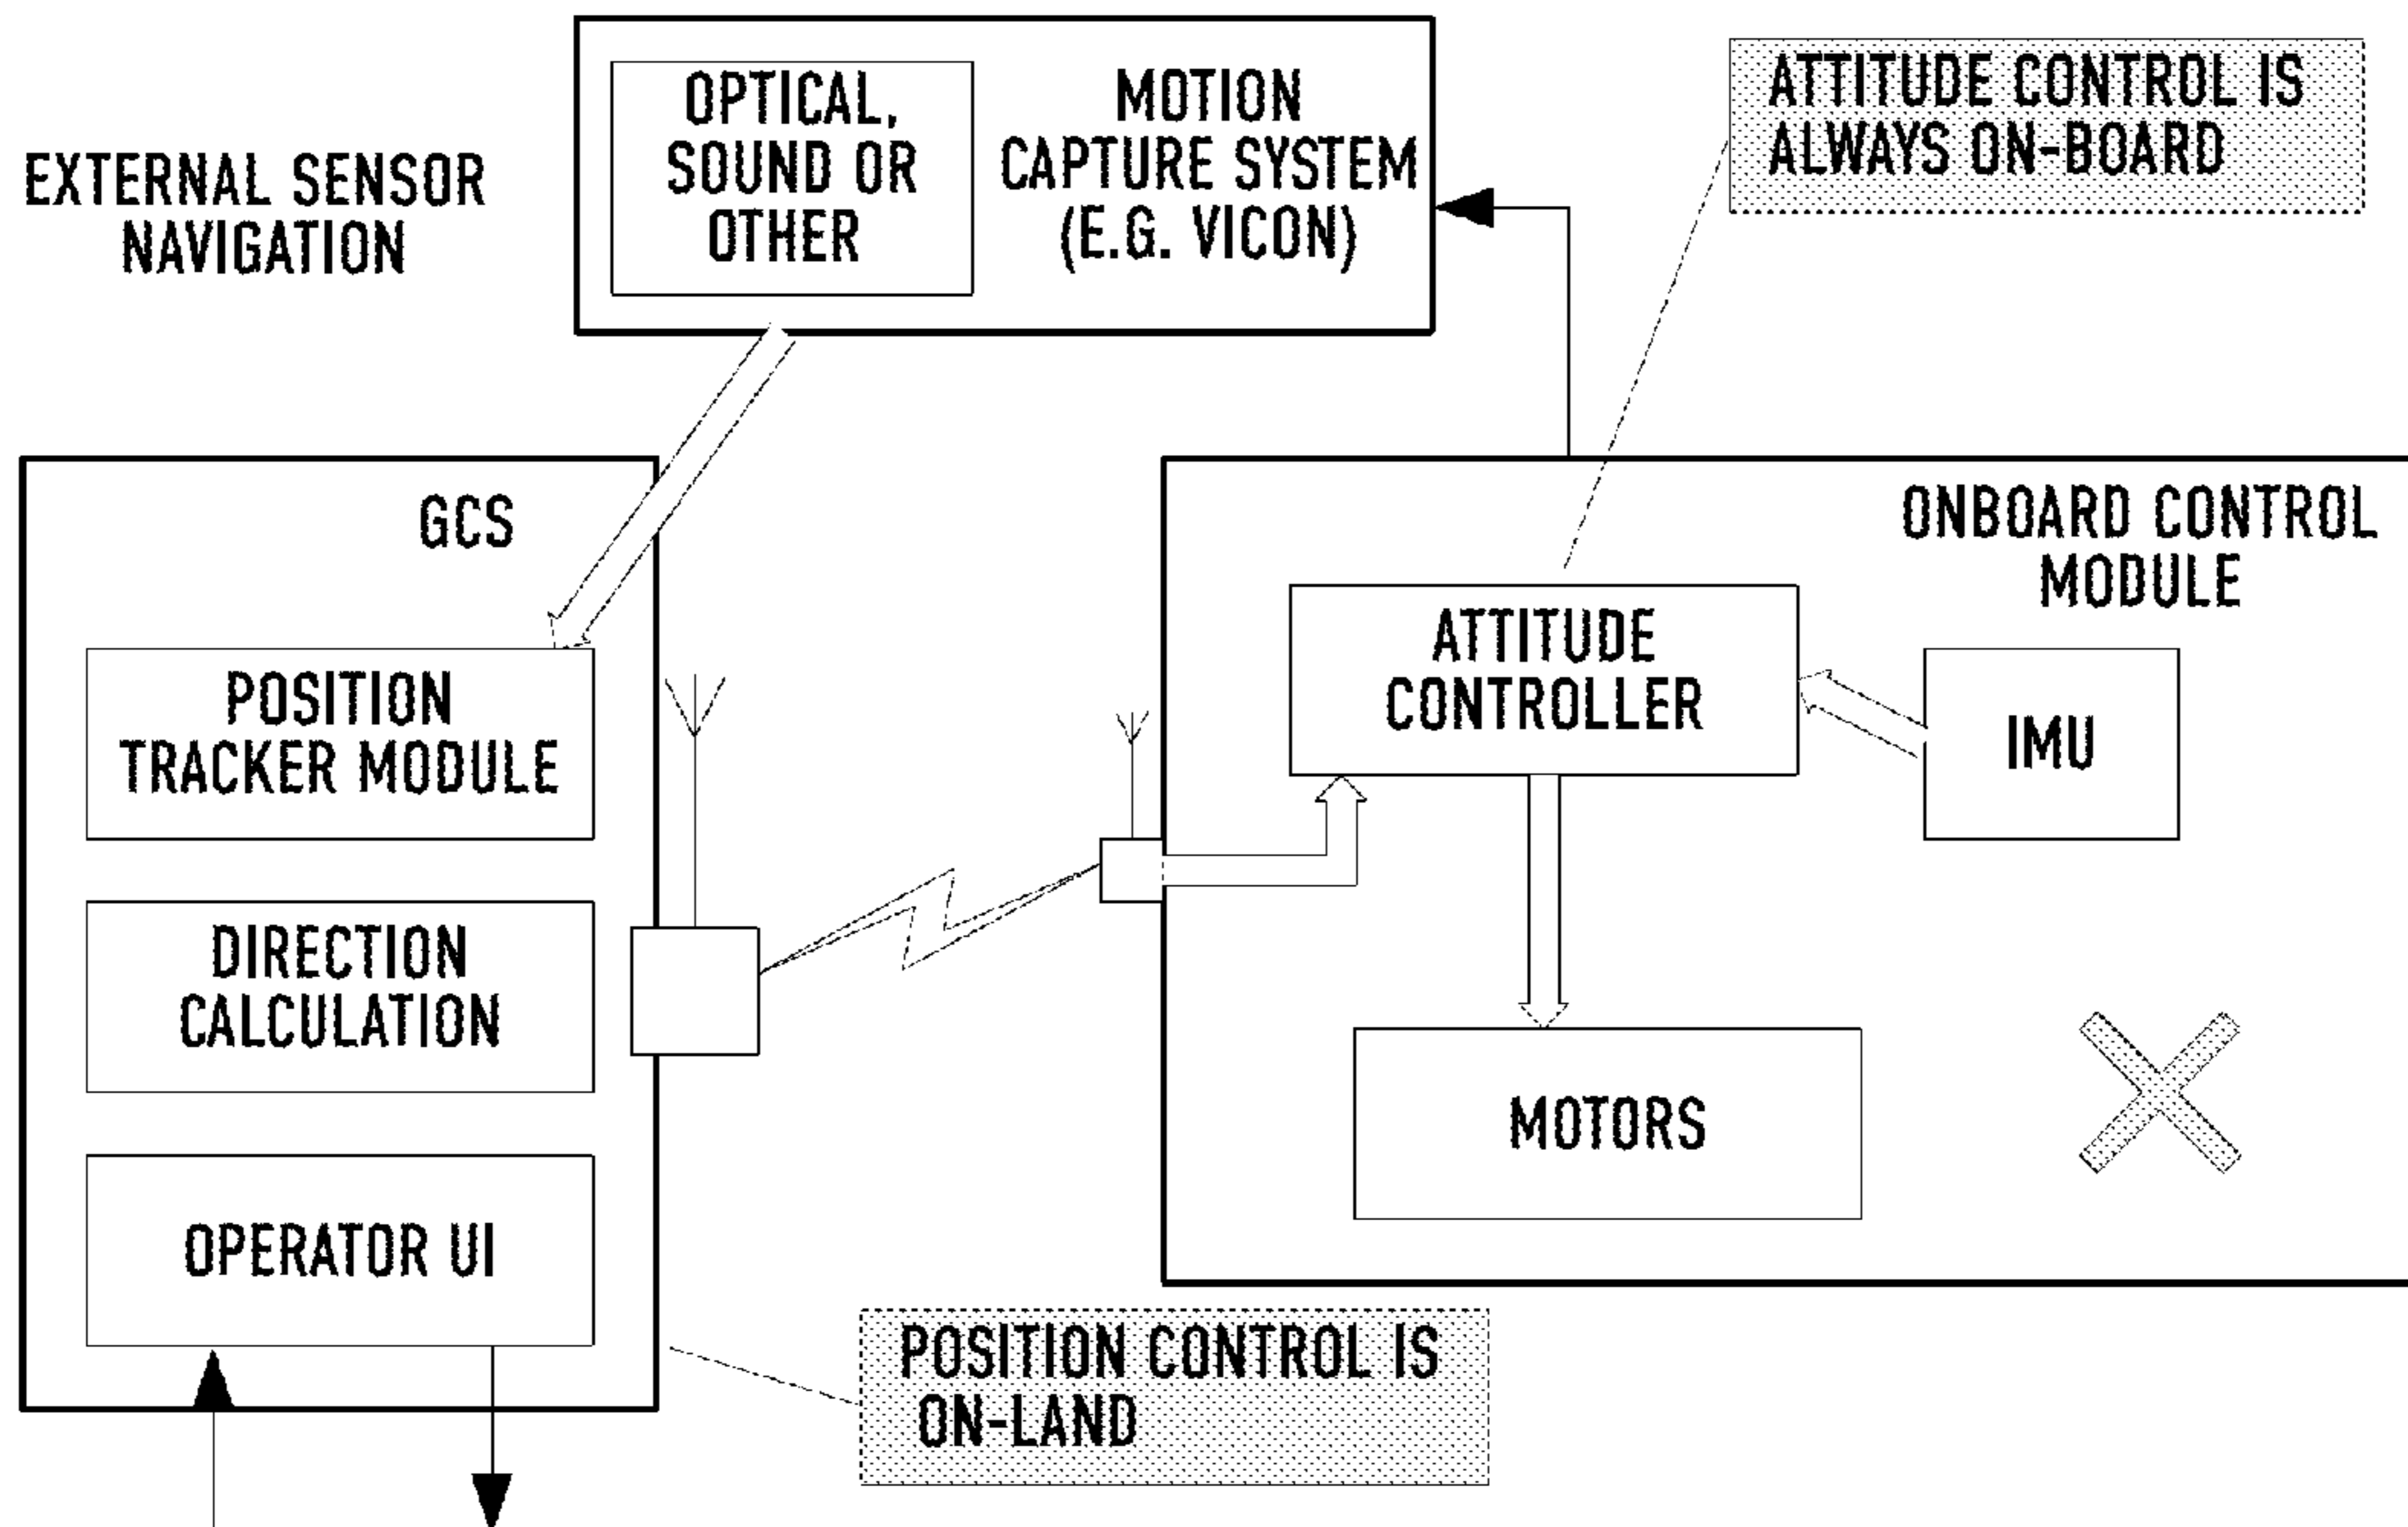 EXTERNAL SENSOR
NAVIGATION
OPTICAL,
SOUND OR
OTHER
MOTION
CAPTURE SYSTEM
(E.G. VICON)
ATTITUDE CONTROL IS
ALWAYS ON-BOARD
GCS
POSITION
TRACKER MODULE
DIRECTION
CALCULATION
OPERATOR UI
ONBOARD CONTROL
MODULE
ATTITUDE
CONTROLLER
IMU
MOTORS
POSITION CONTROL IS
ON-LAND